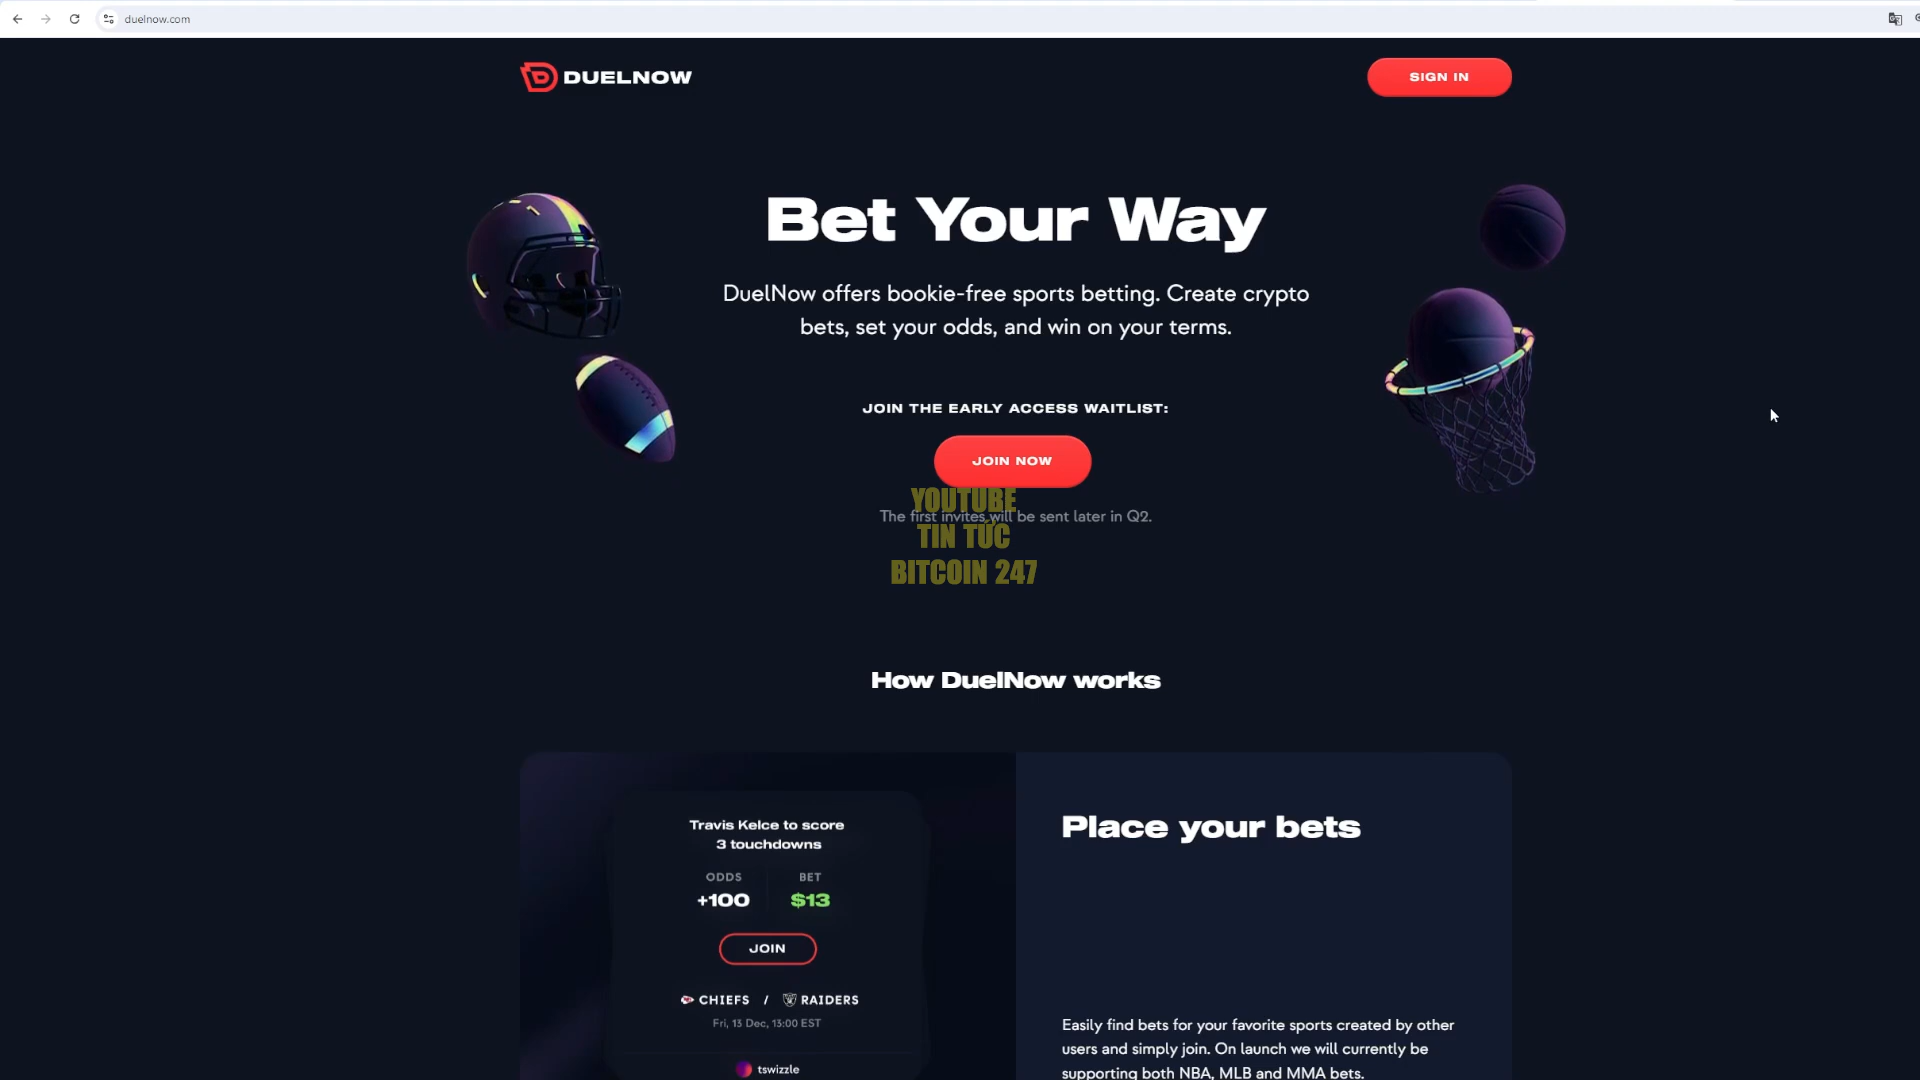 duelnow.com
DUELNOW
SIGN IN
Bet Your Way
DuelNow offers bookie-free sports betting. Create crypto
bets, set your odds, and win on your terms.
JOIN THE EARLY ACCESS WAITLIST:
JOIN NOW
The first invites will be sent later in Q2.
YOUTUBE
TIN TỨC
BITCOIN 247
How DuelNow works
Travis Kelce to score
3 touchdowns
ODDS
BET
+100
$13
JOIN
CHIEFS / RAIDERS
Fri, 13 Dec, 13:00 EST
tswizzle
Place your bets
Easily find bets for your favorite sports created by other
users and simply join. On launch we will currently be
supporting both NBA, MLB and MMA bets.